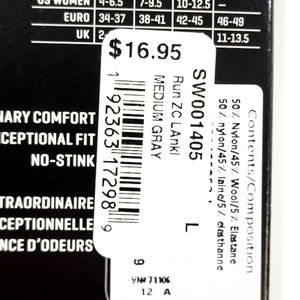 US WOMEN 4-6.5 7-9.5 10-12.5 -
EURO 34-37 38-41 42-45 46-49
UK 2- 11-13.5
$16.95
NARY COMFORT
CEPTIONAL FIT
NO-STINK
TRAORDINAIRE
CEPTIONNELLE
NCE D'ODEURS
SW001405 L
Run ZC LAnkl
MEDIUM GRAY
1 92363 17298 9
9
VN# 71106
12 A
Contents/Composition
50 % Nylon/45 % Wool/5 % Elastane
50 % nylon/45 % laine/5 % élasthanne